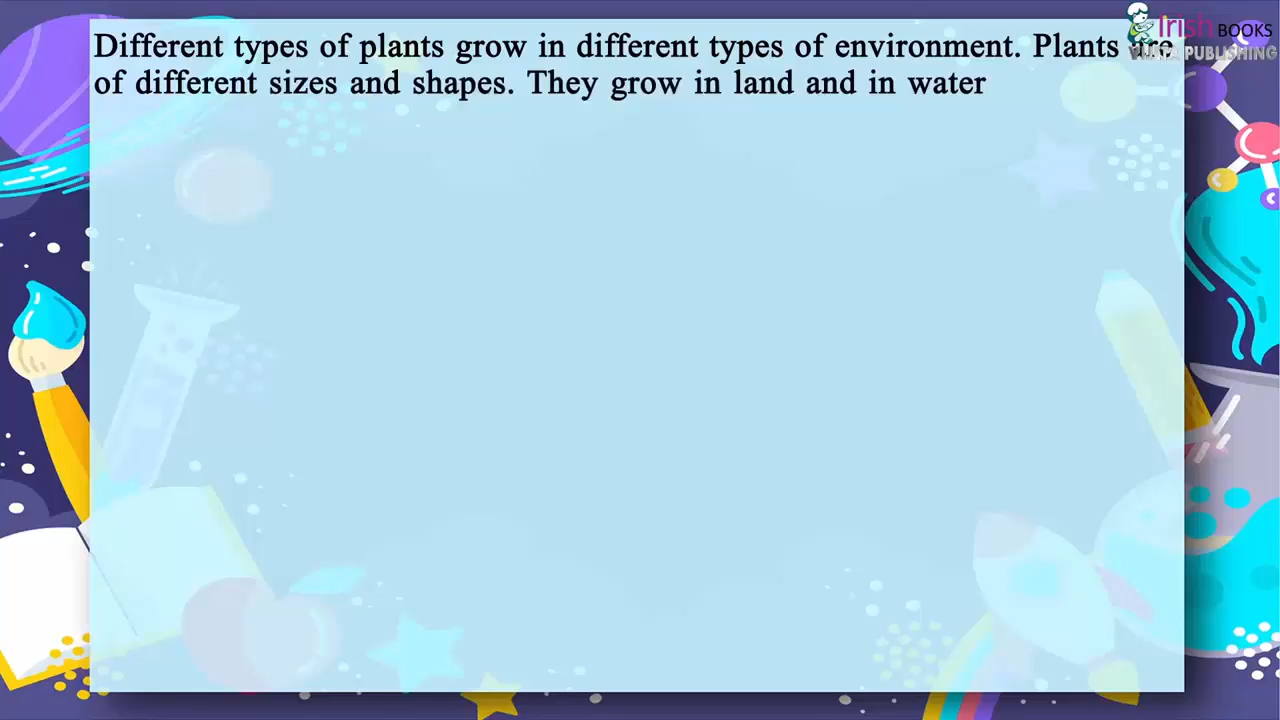 Different types of plants grow in different types of environment. Plants are
of different sizes and shapes. They grow in land and in water
Irish BOOKS
PUBLISHING